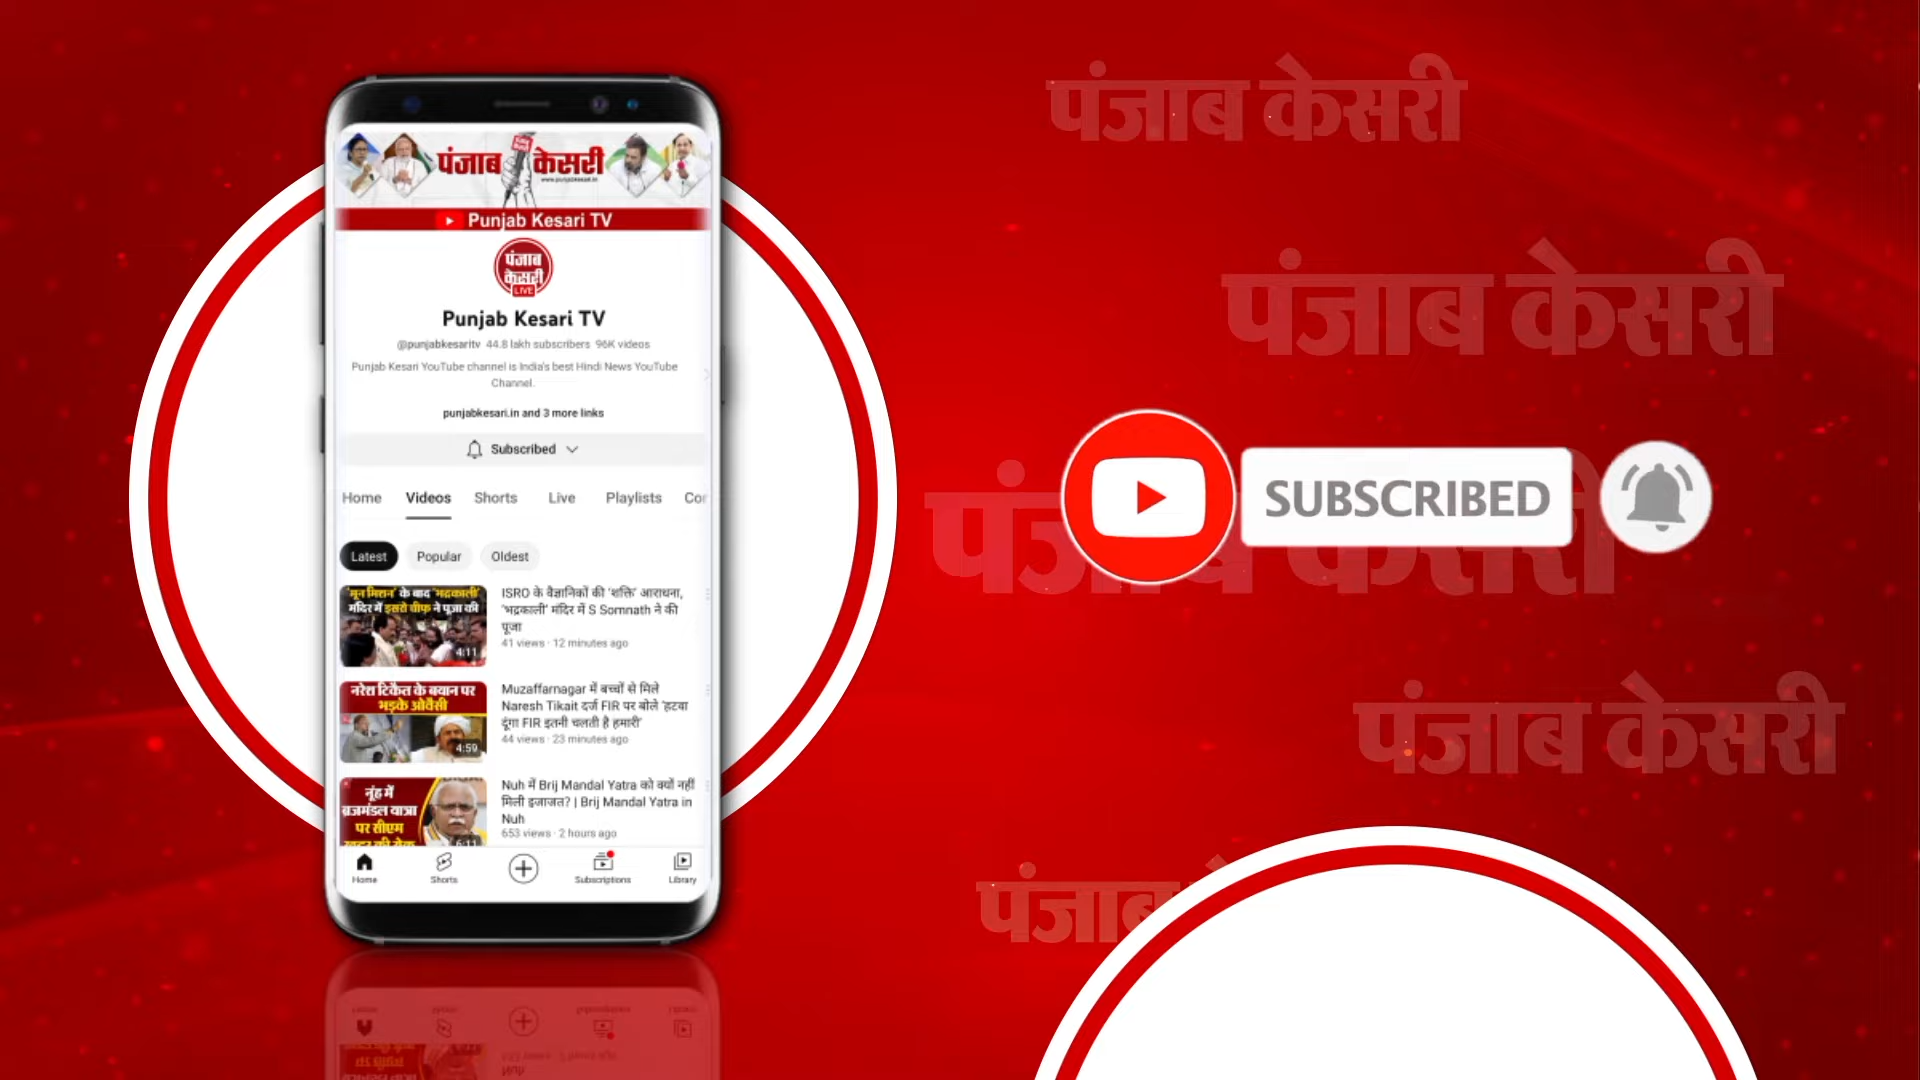 पंजाब केसरी
www.punjabkesari.in
Punjab Kesari TV
पंजाब
केसरी
LIVE
Punjab Kesari TV
@punjabkesaritv 44.8 lakh subscribers 96K videos
Punjab Kesari YouTube channel is India's best Hindi News YouTube
Channel.
punjabkesari.in and 3 more links
Subscribed
Home Videos Shorts Live Playlists Cor
Latest Popular Oldest
'मून मिशन' के बाद 'भद्रकाली'
मंदिर में इसरो चीफ ने पूजा की
4:11
ISRO के वैज्ञानिकों की 'शक्ति' आराधना,
'भद्रकाली' मंदिर में S Somnath ने की
पूजा
41 views · 12 minutes ago
नरेश टिकैत के बयान पर
भड़के ओवैसी
4:59
Muzaffarnagar में बच्चों से मिले
Naresh Tikait दर्ज FIR पर बोले 'हटवा
दूंगा FIR इतनी चलती है हमारी'
44 views · 23 minutes ago
नूंह में
ब्रजमंडल यात्रा
पर सीएम
6:11
Nuh में Brij Mandal Yatra को क्यों नहीं
मिली इजाजत? | Brij Mandal Yatra in
Nuh
653 views · 2 hours ago
Home Shorts Subscriptions Library
पंजाब केसरी
पंजाब केसरी
पंजाब केसरी
SUBSCRIBED
पंजाब केसरी
पंजाब